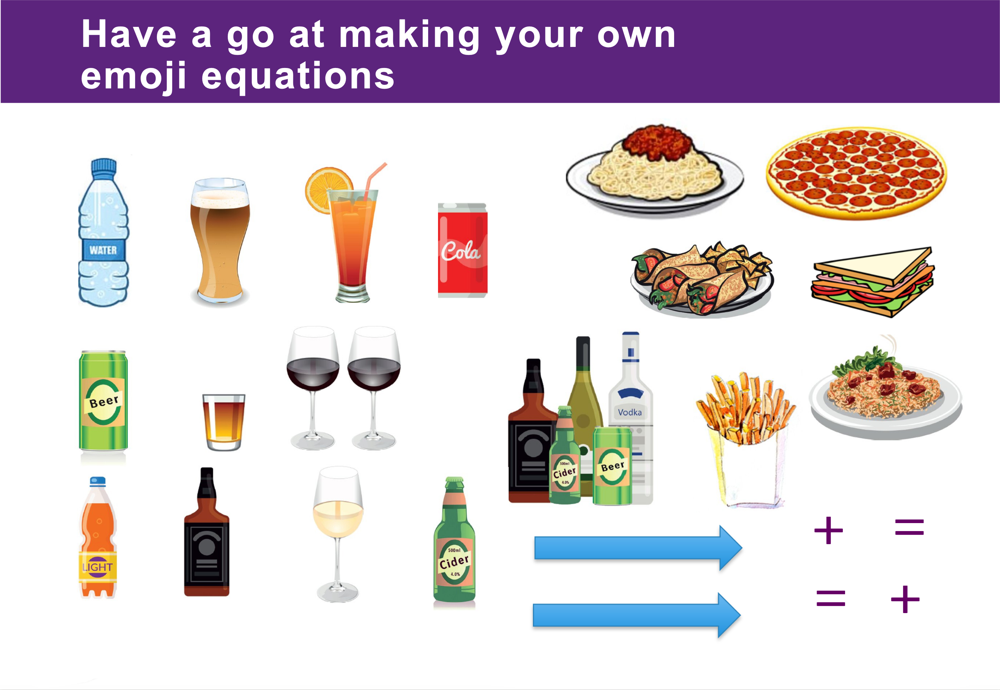 Have a go at making your own
emoji equations
WATER
Cola
Beer
Vodka
500ml
Cider
4.0%
Beer
LIGHT
500ml
Cider
4.0%
+ =
= +